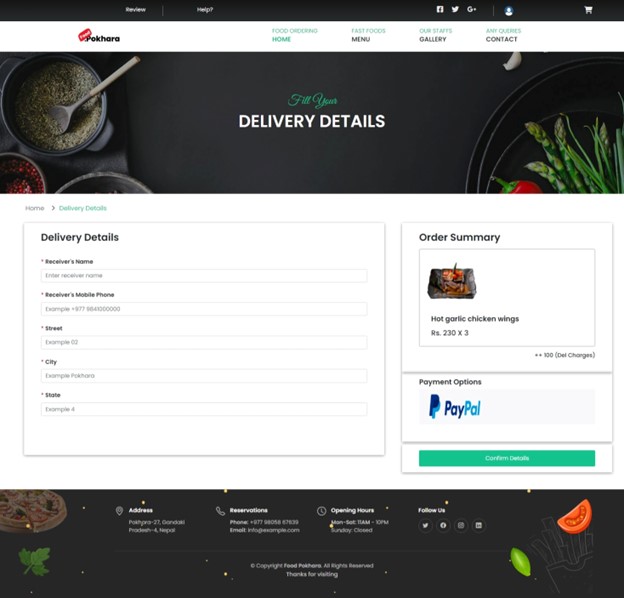 Review
Help?
Food Pokhara
FOOD ORDERING
HOME
FAST FOODS
MENU
OUR STAFFS
GALLERY
ANY QUERIES
CONTACT
Fill Your
DELIVERY DETAILS
Home > Delivery Details
Delivery Details
* Receiver's Name
Enter receiver name
* Receiver's Mobile Phone
Example +977 9841000000
* Street
Example 02
* City
Example Pokhara
* State
Example 4
Order Summary
Hot garlic chicken wings
Rs. 230 X 3
++ 100 (Del Charges)
Payment Options
PayPal
Confirm Details
Address
Pokhara-27, Gandaki
Pradesh-4, Nepal
Reservations
Phone: +977 98058 67639
Email: info@example.com
Opening Hours
Mon-Sat: 11AM - 10PM
Sunday: Closed
Follow Us
© Copyright Food Pokhara. All Rights Reserved
Thanks for visiting